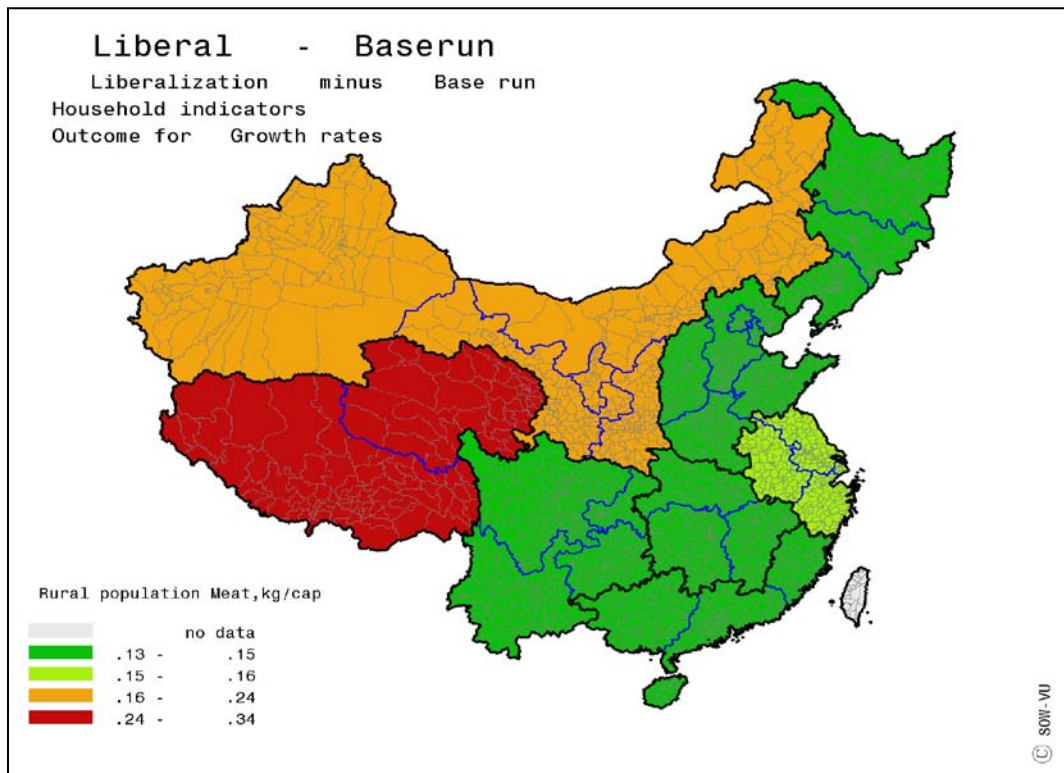 Liberal - Baserun
Liberalization minus Base run
Household indicators
Outcome for Growth rates
Rural population Meat,kg/cap
no data
.13 - .15
.15 - .16
.16 - .24
.24 - .34
© SOW-VU